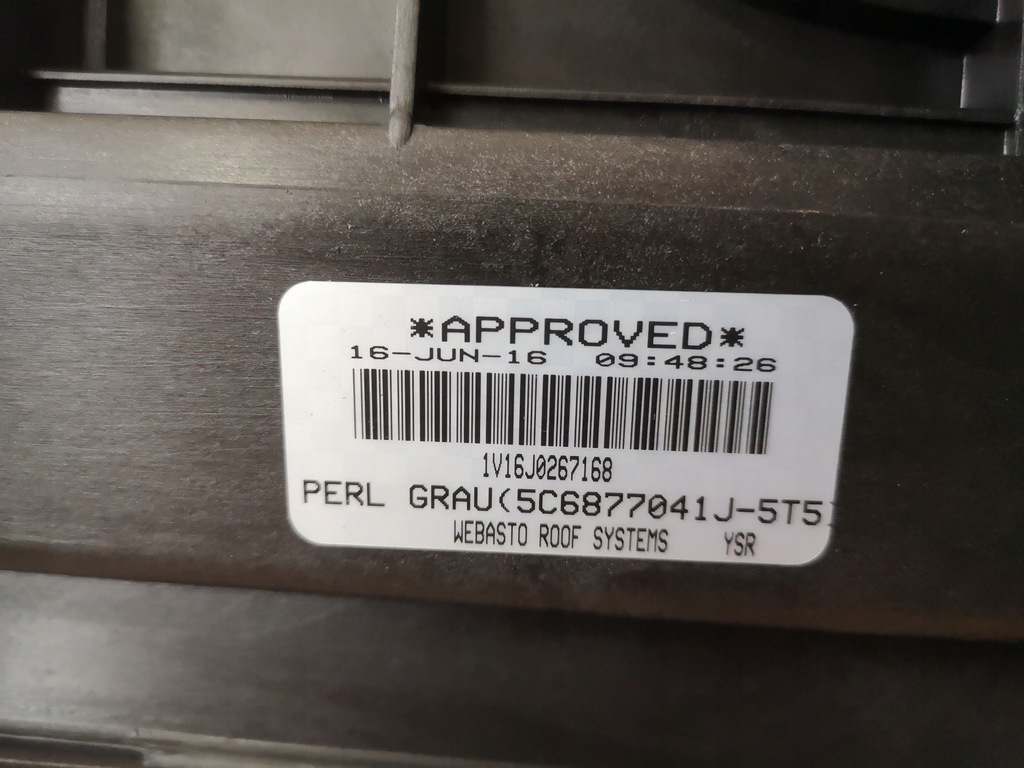 *APPROVED*
16-JUN-16 09:48:26
1V16J0267168
PERL GRAU(5C6877041J-5T5)
WEBASTO ROOF SYSTEMS YSR